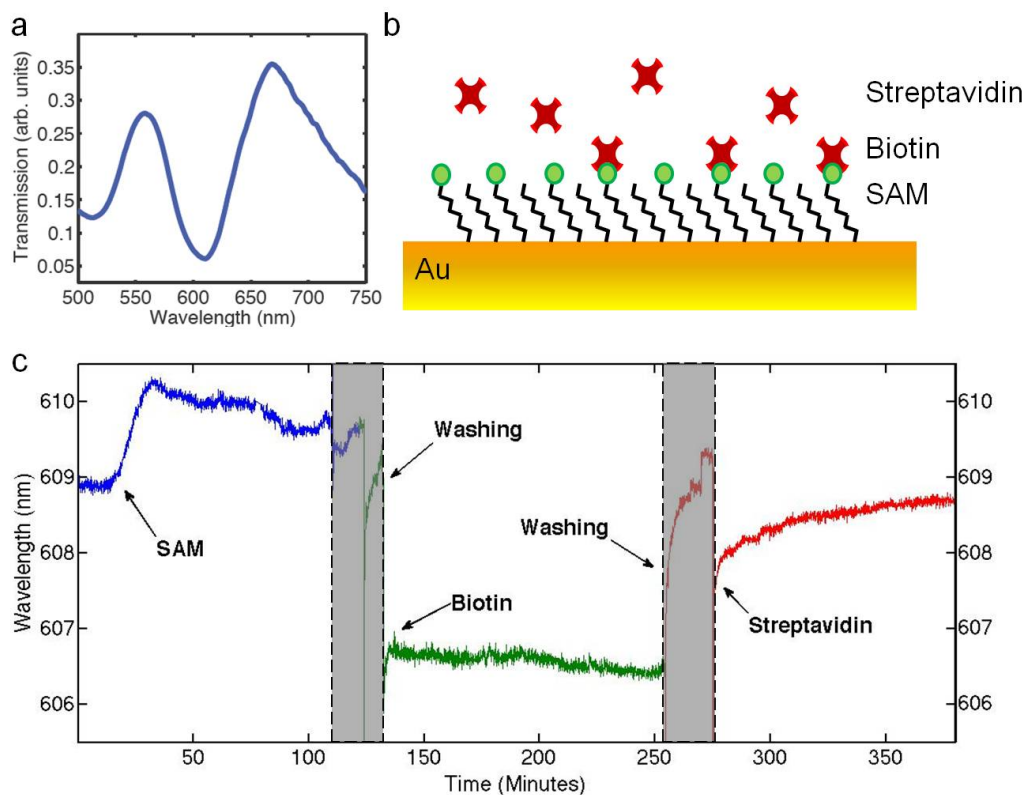 a
Transmission (arb. units)
0.35
0.3
0.25
0.2
0.15
0.1
0.05
500 550 600 650 700 750
Wavelength (nm)
b
Streptavidin
Biotin
SAM
Au
c
Wavelength (nm)
610
609
608
607
606
SAM
Washing
Biotin
Washing
Streptavidin
610
609
608
607
606
50 100 150 200 250 300 350
Time (Minutes)